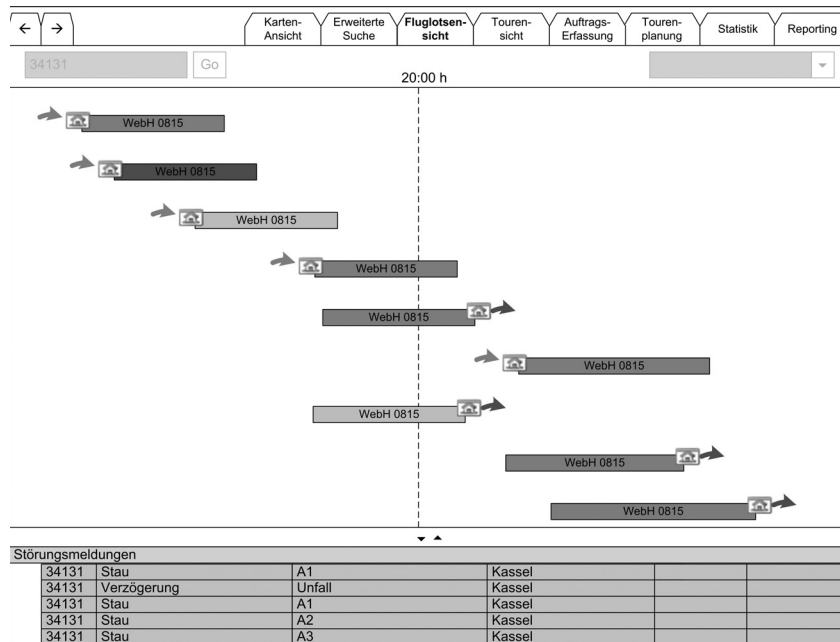 ← → Karten- Erweiterte Fluglotsen- Touren- Auftrags- Touren- Statistik Reporting
Ansicht Suche sicht sicht Erfassung planung
34131 Go
20:00 h
WebH 0815
WebH 0815
WebH 0815
WebH 0815
WebH 0815
WebH 0815
WebH 0815
WebH 0815
WebH 0815
Störungsmeldungen
34131 Stau A1 Kassel
34131 Verzögerung Unfall Kassel
34131 Stau A1 Kassel
34131 Stau A2 Kassel
34131 Stau A3 Kassel